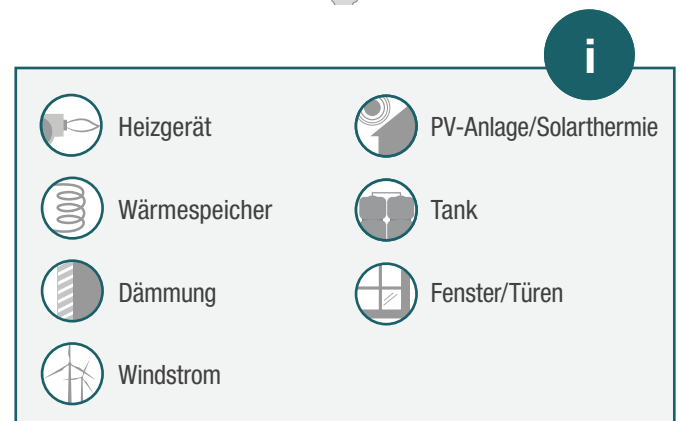 i
Heizgerät
PV-Anlage/Solarthermie
Wärmespeicher
Tank
Dämmung
Fenster/Türen
Windstrom